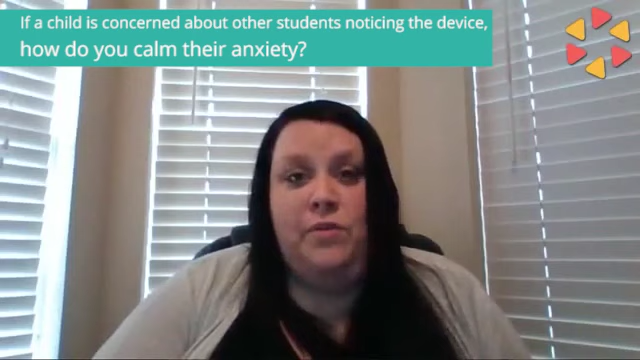 If a child is concerned about other students noticing the device,
how do you calm their anxiety?